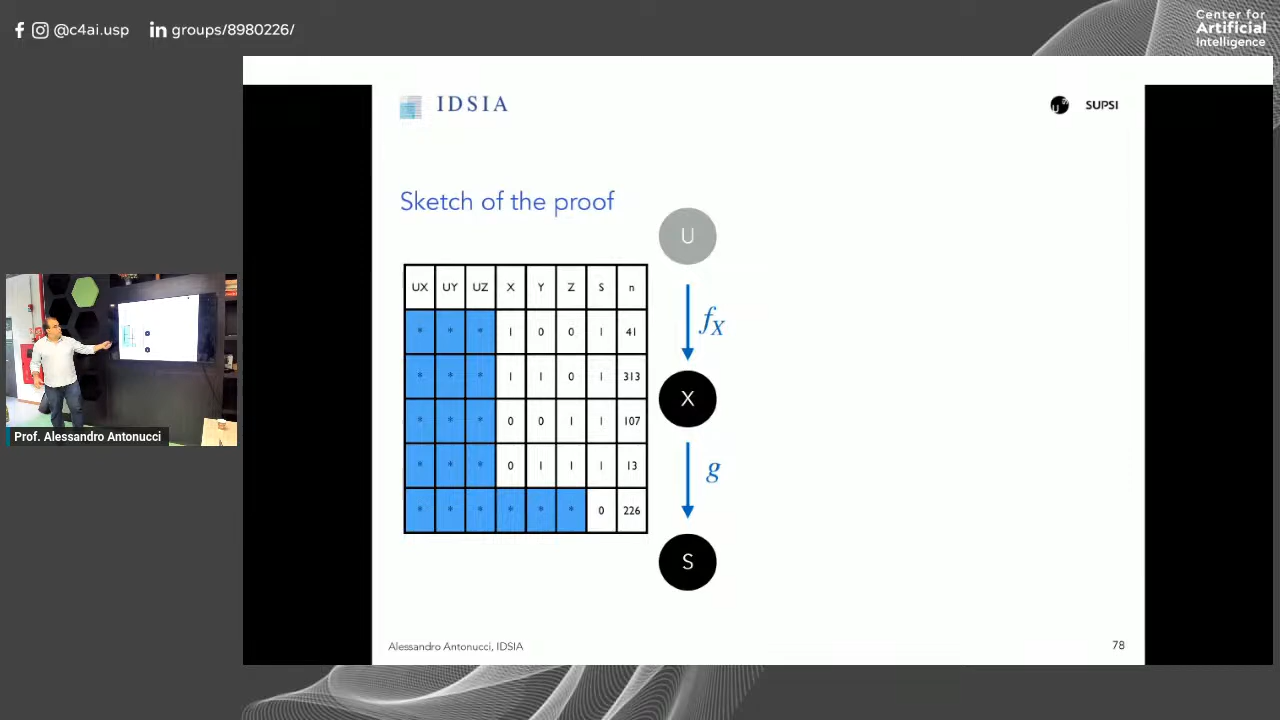 @c4ai.usp in groups/8980226/
Center for
Artificial
Intelligence
IDSIA
SUPSI
Sketch of the proof
UX UY UZ X Y Z S n
* * * 1 0 0 1 41
* * * 1 1 0 1 313
* * * 0 0 1 1 107
* * * 0 1 1 1 13
* * * * * * 0 226
U
fX
X
g
S
Prof. Alessandro Antonucci
Alessandro Antonucci, IDSIA
78